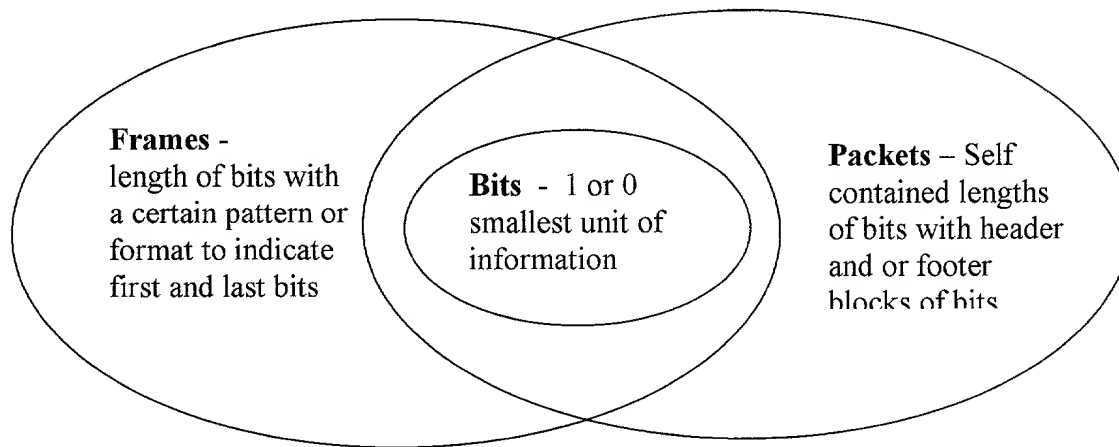 Frames -
length of bits with
a certain pattern or
format to indicate
first and last bits
Bits - 1 or 0
smallest unit of
information
Packets – Self
contained lengths
of bits with header
and or footer
blocks of bits